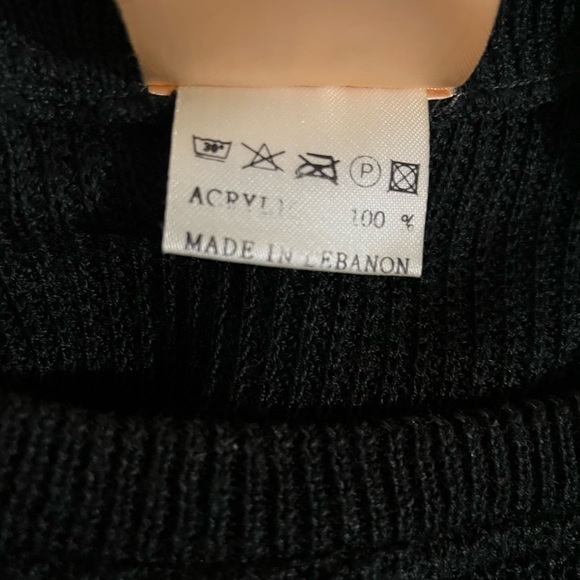 30°
P
ACRYLIC 100 %
MADE IN LEBANON